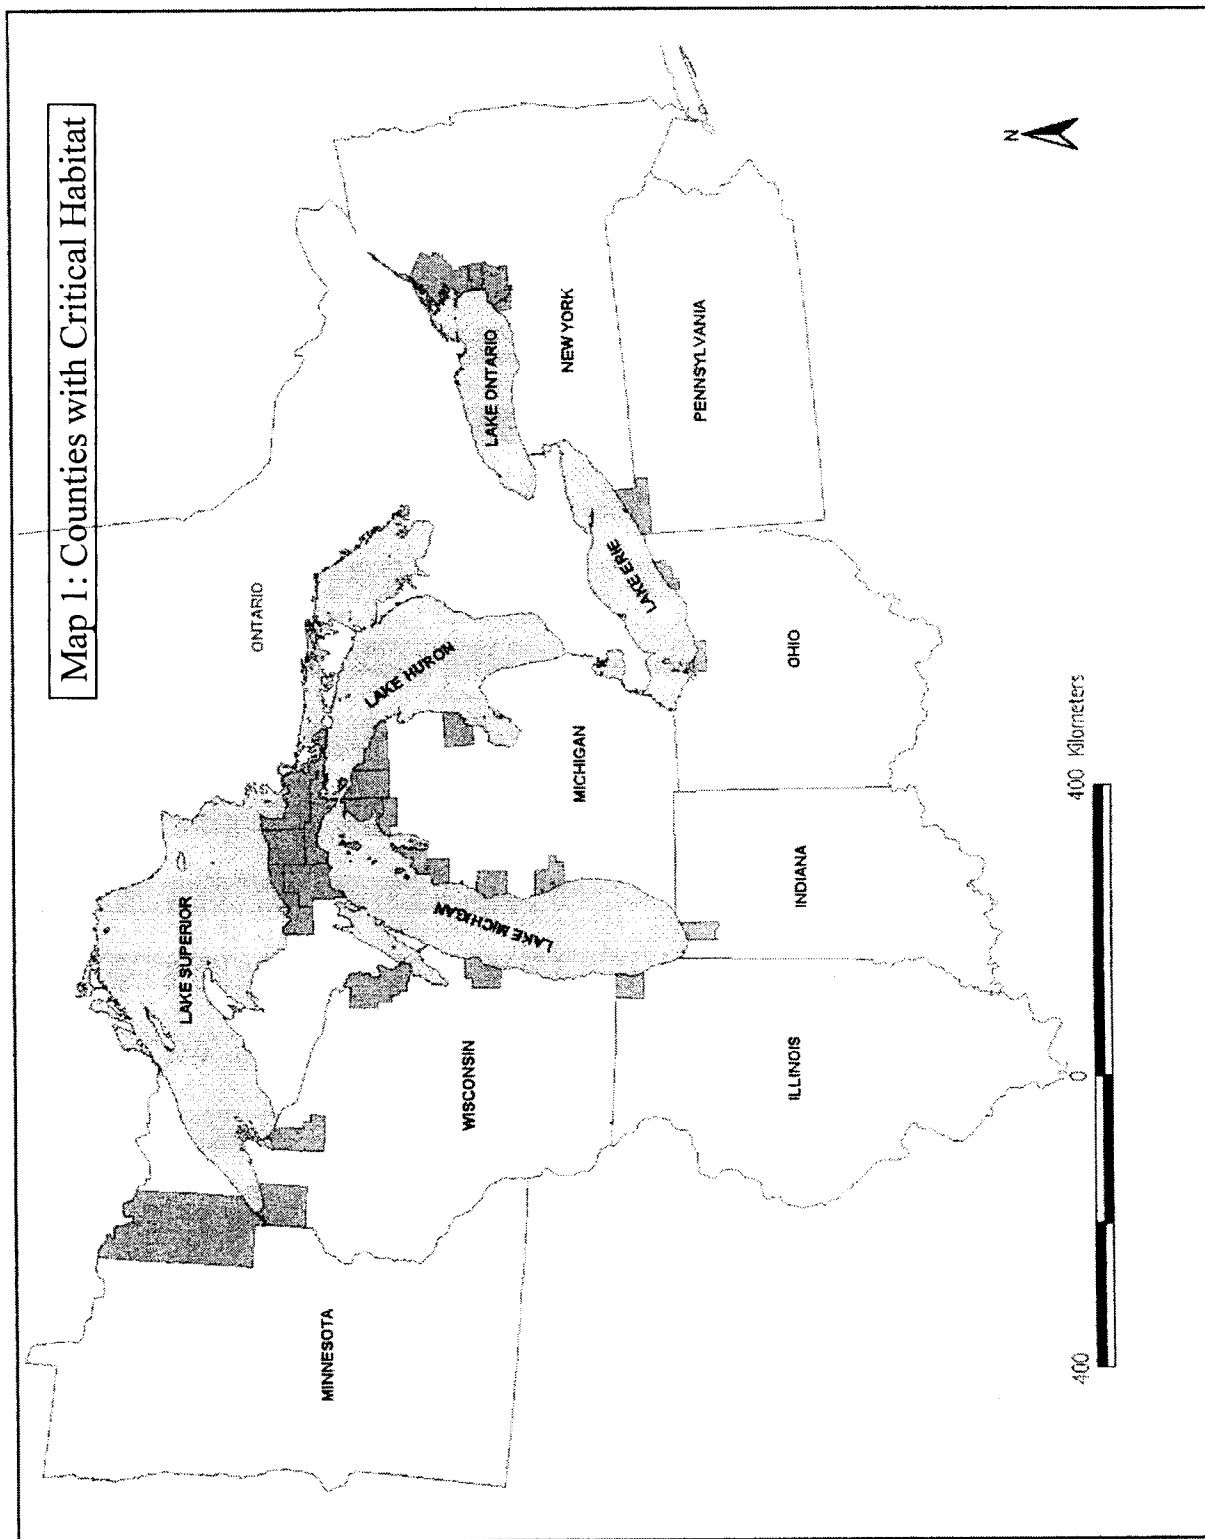 Map 1: Counties with Critical Habitat
ONTARIO
LAKE SUPERIOR
LAKE HURON
LAKE MICHIGAN
LAKE ONTARIO
LAKE ERIE
MINNESOTA
WISCONSIN
MICHIGAN
NEW YORK
PENNSYLVANIA
ILLINOIS
INDIANA
OHIO
N
400
0
400 Kilometers